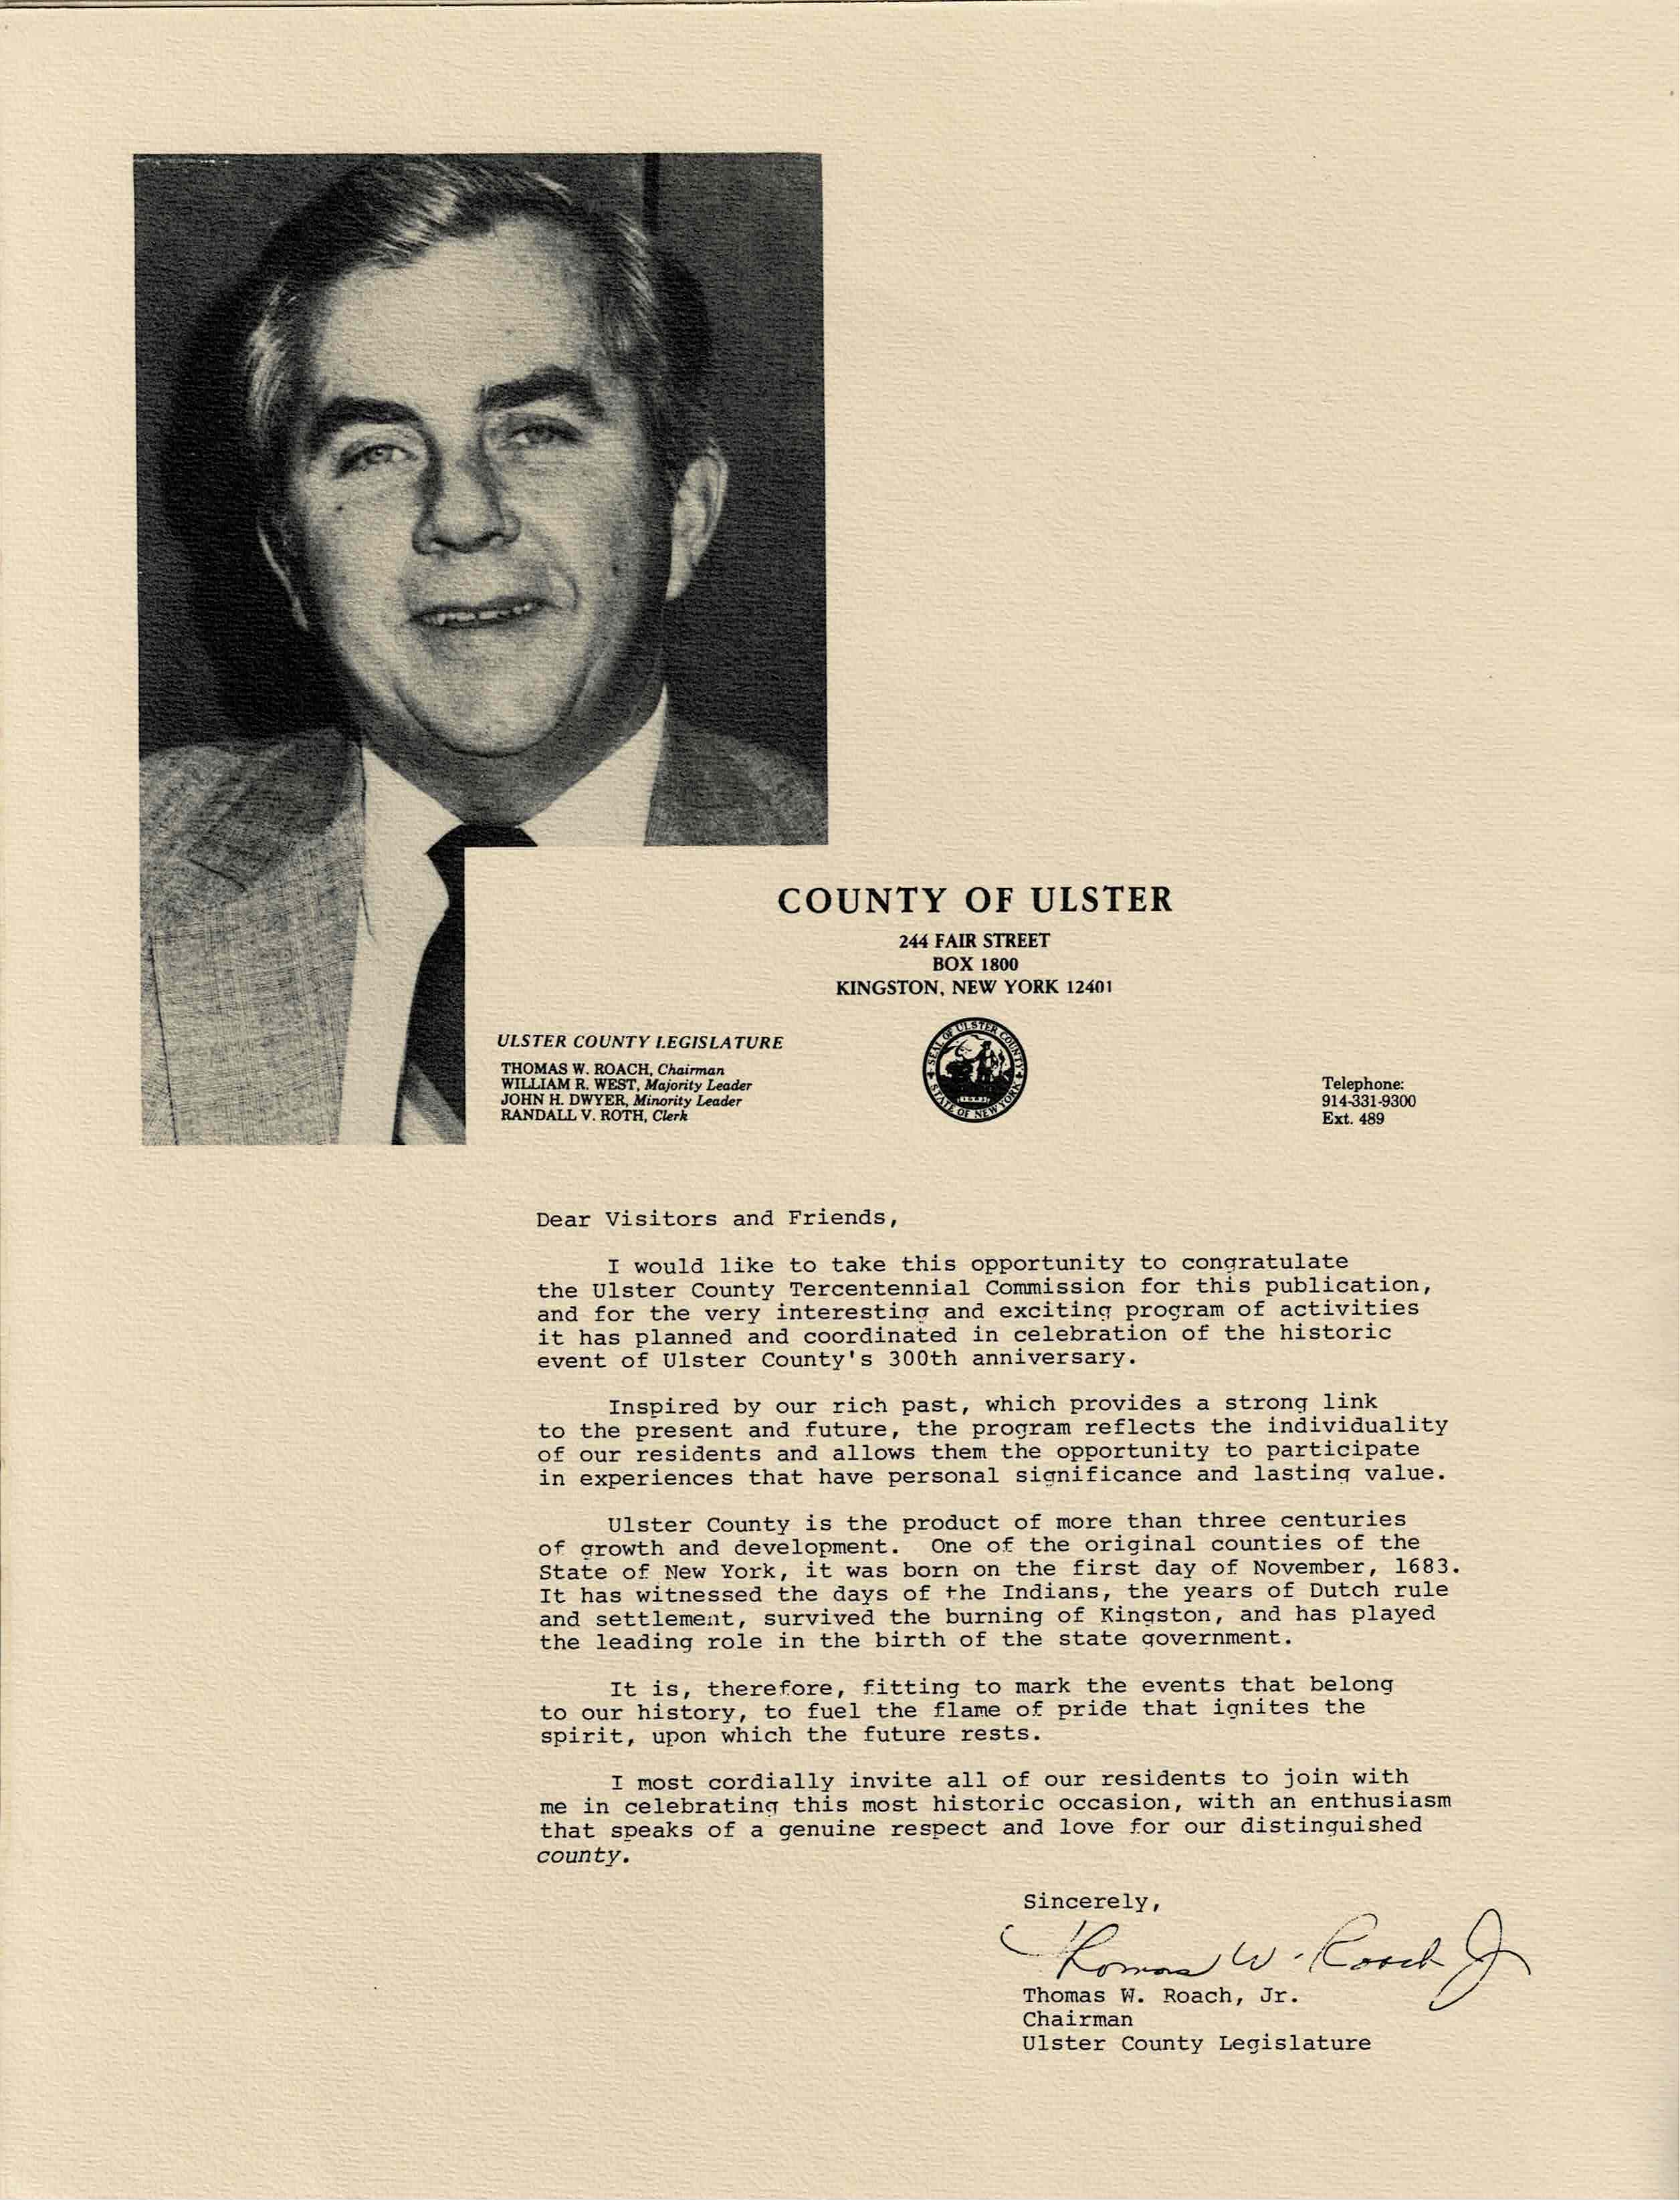 COUNTY OF ULSTER
244 FAIR STREET
BOX 1800
KINGSTON, NEW YORK 12401
SEAL OF ULSTER COUNTY
STATE OF NEW YORK
1683
ULSTER COUNTY LEGISLATURE
THOMAS W. ROACH, Chairman
WILLIAM R. WEST, Majority Leader
JOHN H. DWYER, Minority Leader
RANDALL V. ROTH, Clerk
Telephone:
914-331-9300
Ext. 489
Dear Visitors and Friends,
I would like to take this opportunity to congratulate
the Ulster County Tercentennial Commission for this publication,
and for the very interesting and exciting program of activities
it has planned and coordinated in celebration of the historic
event of Ulster County's 300th anniversary.
Inspired by our rich past, which provides a strong link
to the present and future, the program reflects the individuality
of our residents and allows them the opportunity to participate
in experiences that have personal significance and lasting value.
Ulster County is the product of more than three centuries
of growth and development. One of the original counties of the
State of New York, it was born on the first day of November, 1683.
It has witnessed the days of the Indians, the years of Dutch rule
and settlement, survived the burning of Kingston, and has played
the leading role in the birth of the state government.
It is, therefore, fitting to mark the events that belong
to our history, to fuel the flame of pride that ignites the
spirit, upon which the future rests.
I most cordially invite all of our residents to join with
me in celebrating this most historic occasion, with an enthusiasm
that speaks of a genuine respect and love for our distinguished
county.
Sincerely,
Thomas W. Roach Jr
Thomas W. Roach, Jr.
Chairman
Ulster County Legislature